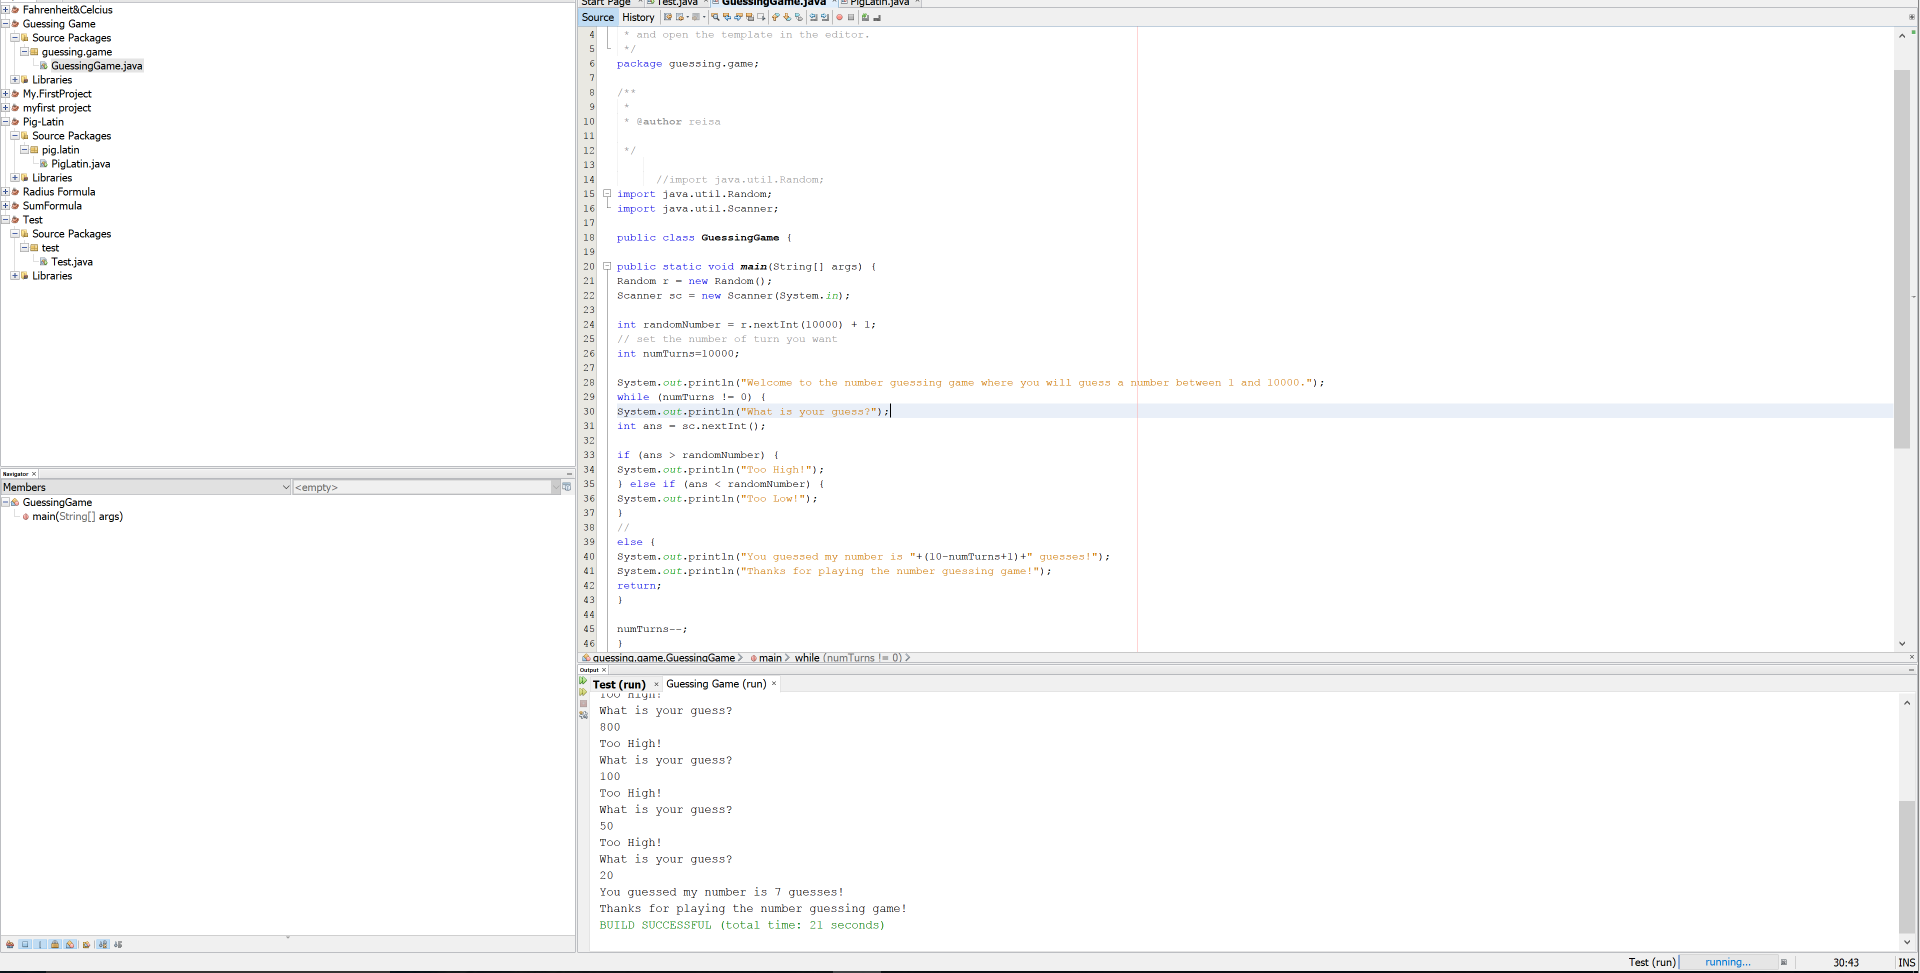 Fahrenheit&Celcius
Guessing Game
Source Packages
guessing.game
GuessingGame.java
Libraries
My.FirstProject
myfirst project
Pig-Latin
Source Packages
pig.latin
PigLatin.java
Libraries
Radius Formula
SumFormula
Test
Source Packages
test
Test.java
Libraries
Navigator ×
Members <empty>
GuessingGame
main(String[] args)
Start Page Test.java GuessingGame.java PigLatin.java
Source History
4 * and open the template in the editor.
5 */
6 package guessing.game;
7
8 /**
9 *
10 * @author reisa
11
12 */
13
14 //import java.util.Random;
15 import java.util.Random;
16 import java.util.Scanner;
17
18 public class GuessingGame {
19
20 public static void main(String[] args) {
21 Random r = new Random();
22 Scanner sc = new Scanner(System.in);
23
24 int randomNumber = r.nextInt(10000) + 1;
25 // set the number of turn you want
26 int numTurns=10000;
27
28 System.out.println("Welcome to the number guessing game where you will guess a number between 1 and 10000.");
29 while (numTurns != 0) {
30 System.out.println("What is your guess?");
31 int ans = sc.nextInt();
32
33 if (ans > randomNumber) {
34 System.out.println("Too High!");
35 } else if (ans < randomNumber) {
36 System.out.println("Too Low!");
37 }
38 //
39 else {
40 System.out.println("You guessed my number is "+(10-numTurns+1)+" guesses!");
41 System.out.println("Thanks for playing the number guessing game!");
42 return;
43 }
44
45 numTurns--;
46 }
guessing.game.GuessingGame > main > while (numTurns != 0) >
Output ×
Test (run) × Guessing Game (run) ×
Too High!
What is your guess?
800
Too High!
What is your guess?
100
Too High!
What is your guess?
50
Too High!
What is your guess?
20
You guessed my number is 7 guesses!
Thanks for playing the number guessing game!
BUILD SUCCESSFUL (total time: 21 seconds)
Test (run) running... 30:43 INS